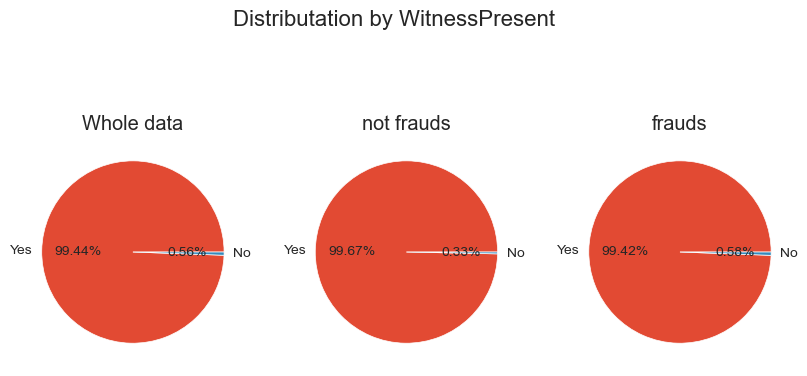 Distributation by WitnessPresent
Whole data
not frauds
frauds
Yes
99.44%
0.56%
No
Yes
99.67%
0.33%
No
Yes
99.42%
0.58%
No